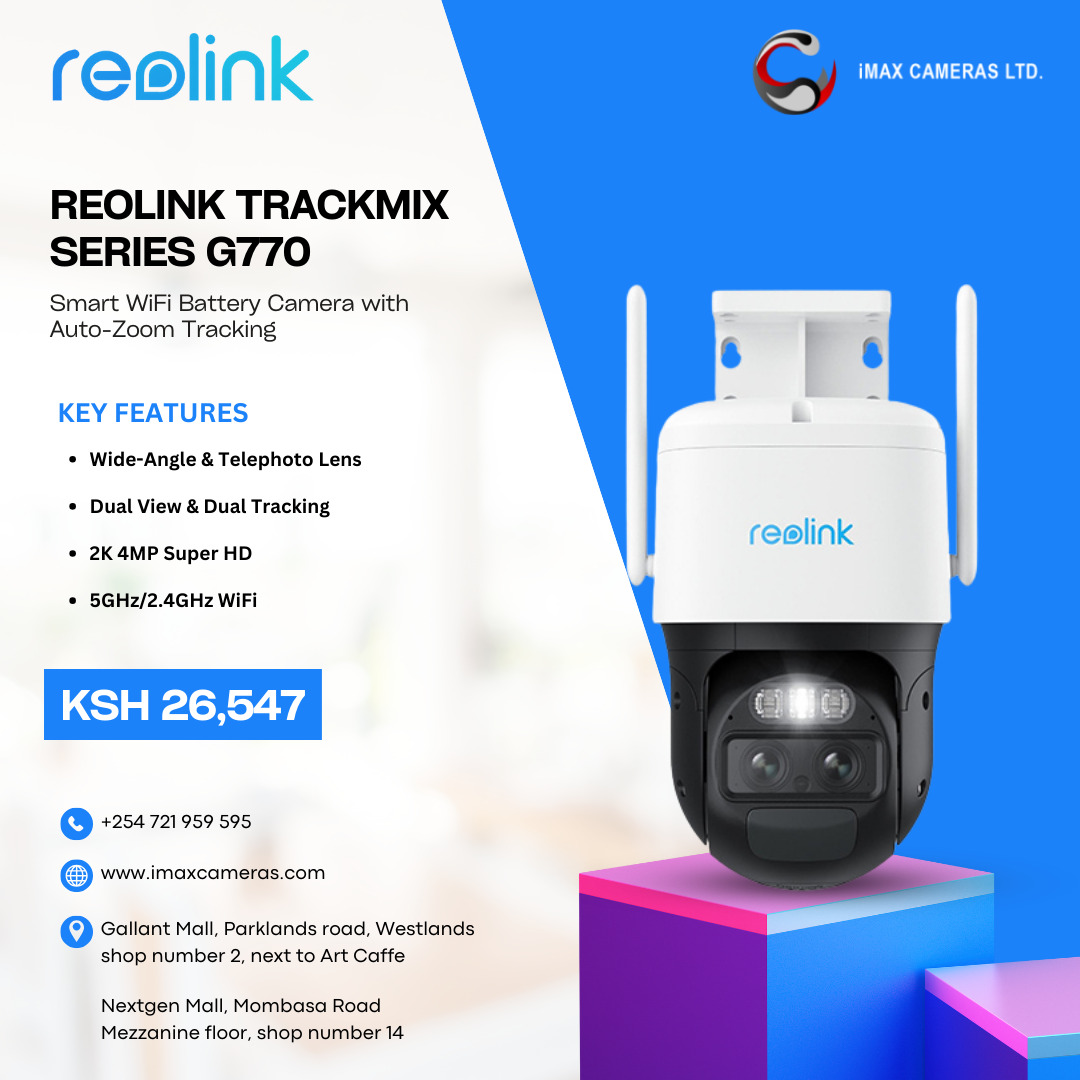 reolink
iMAX CAMERAS LTD.
REOLINK TRACKMIX
SERIES G770
Smart WiFi Battery Camera with
Auto-Zoom Tracking
KEY FEATURES
• Wide-Angle & Telephoto Lens
• Dual View & Dual Tracking
• 2K 4MP Super HD
• 5GHz/2.4GHz WiFi
KSH 26,547
+254 721 959 595
www.imaxcameras.com
Gallant Mall, Parklands road, Westlands
shop number 2, next to Art Caffe
Nextgen Mall, Mombasa Road
Mezzanine floor, shop number 14
reolink